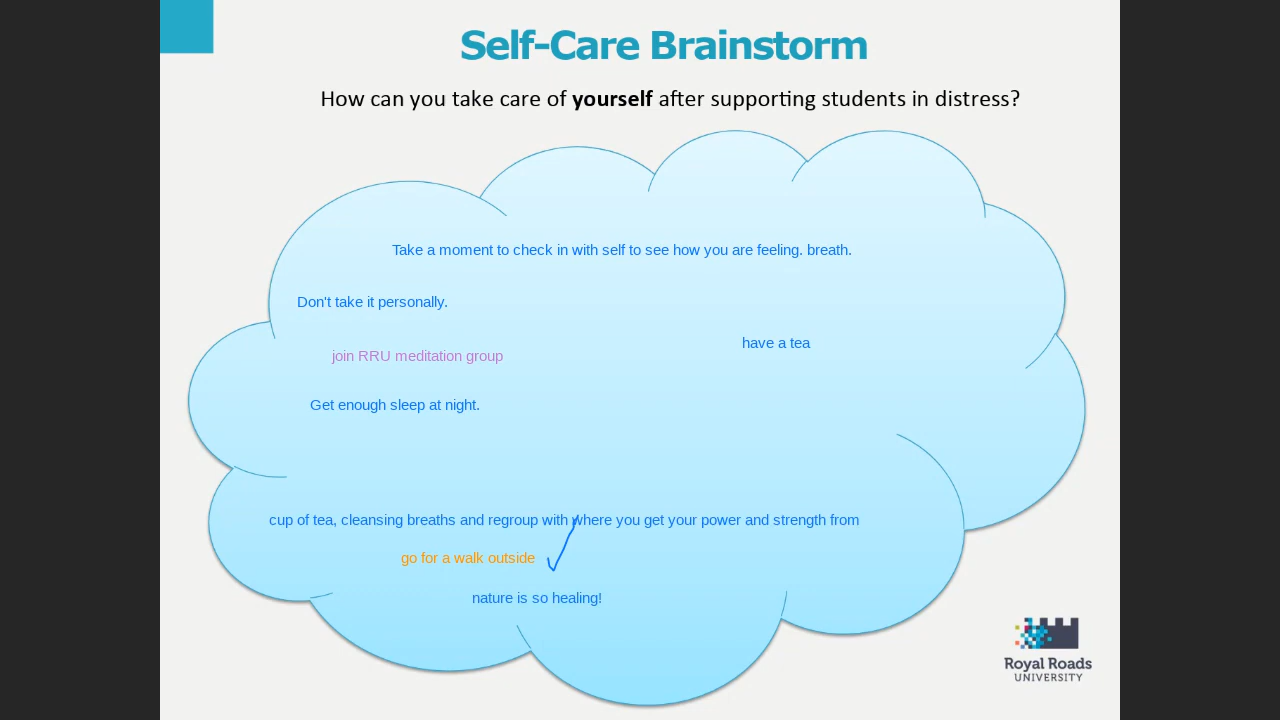 Self-Care Brainstorm
How can you take care of yourself after supporting students in distress?
Take a moment to check in with self to see how you are feeling. breath.
Don't take it personally.
have a tea
join RRU meditation group
Get enough sleep at night.
cup of tea, cleansing breaths and regroup with where you get your power and strength from
go for a walk outside
nature is so healing!
Royal Roads
UNIVERSITY